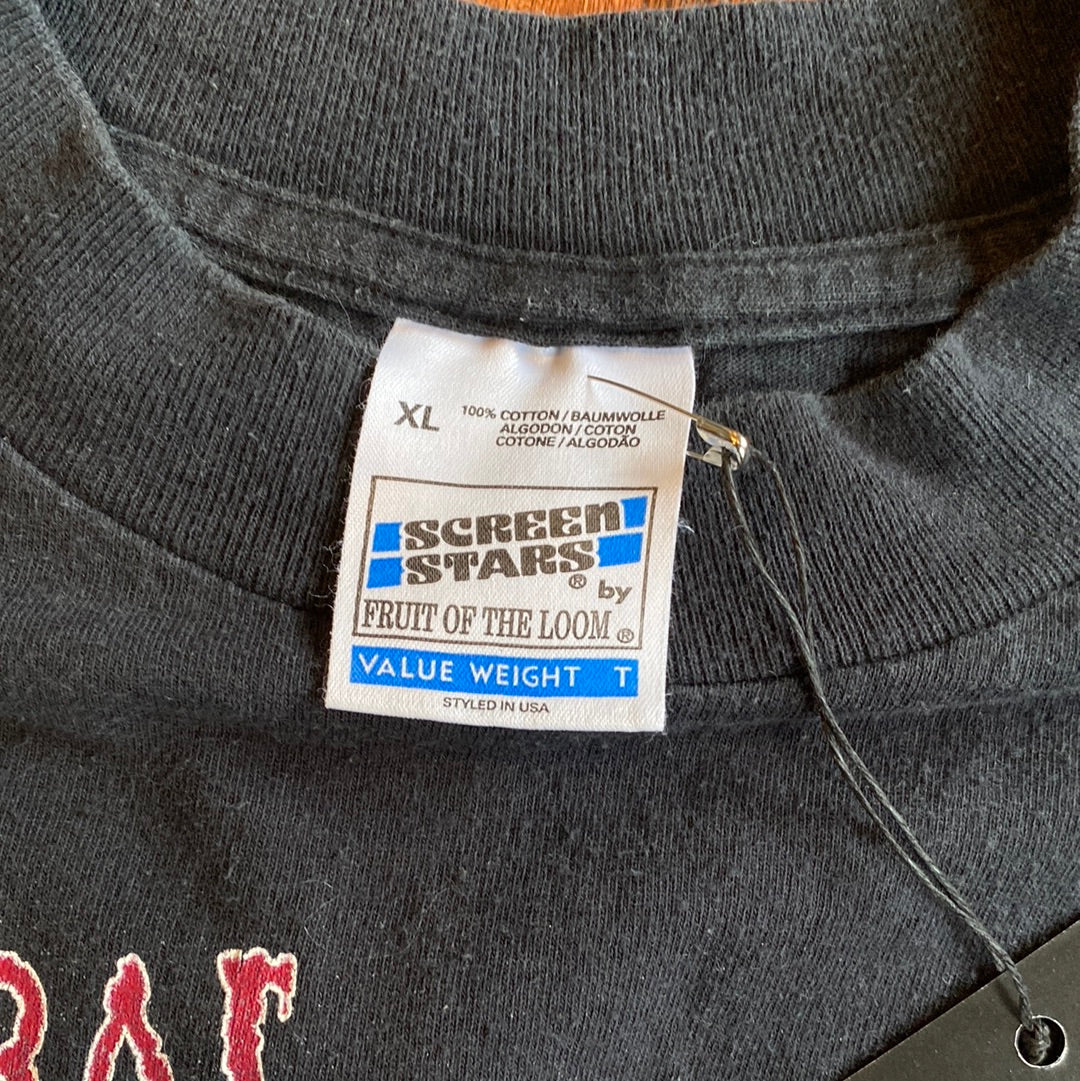 XL
100% COTTON / BAUMWOLLE
ALGODON / COTON
COTONE / ALGODÃO
SCREEn
STARS® by
FRUIT OF THE LOOM®
VALUE WEIGHT T
STYLED IN USA